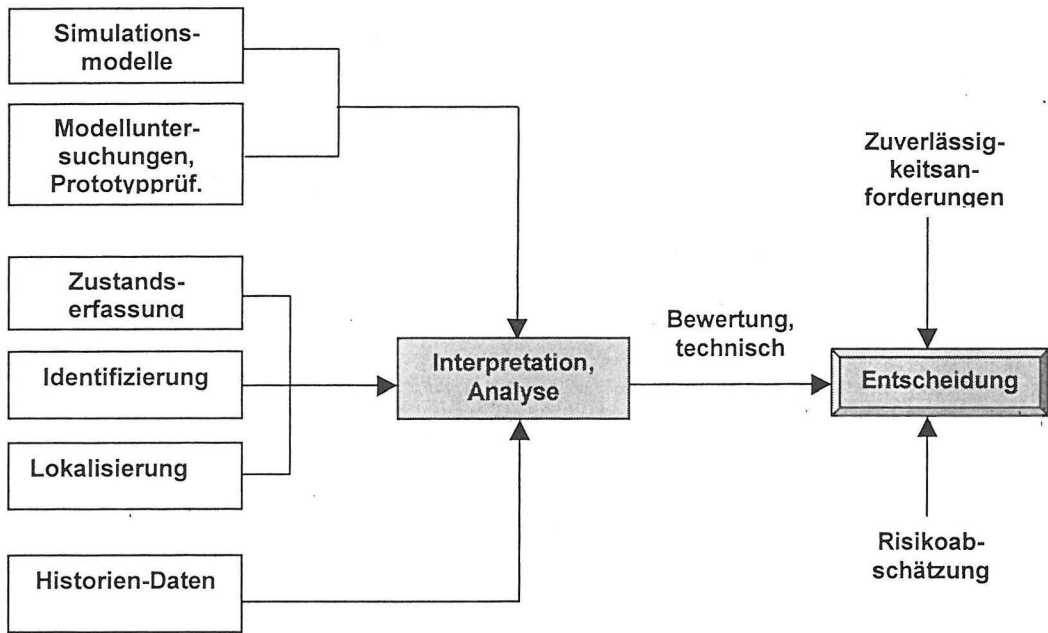 Simulations-
modelle
Modellunter-
suchungen,
Prototypprüf.
Zustands-
erfassung
Identifizierung
Lokalisierung
Historien-Daten
Interpretation,
Analyse
Bewertung,
technisch
Zuverlässig-
keitsan-
forderungen
Entscheidung
Risikoab-
schätzung